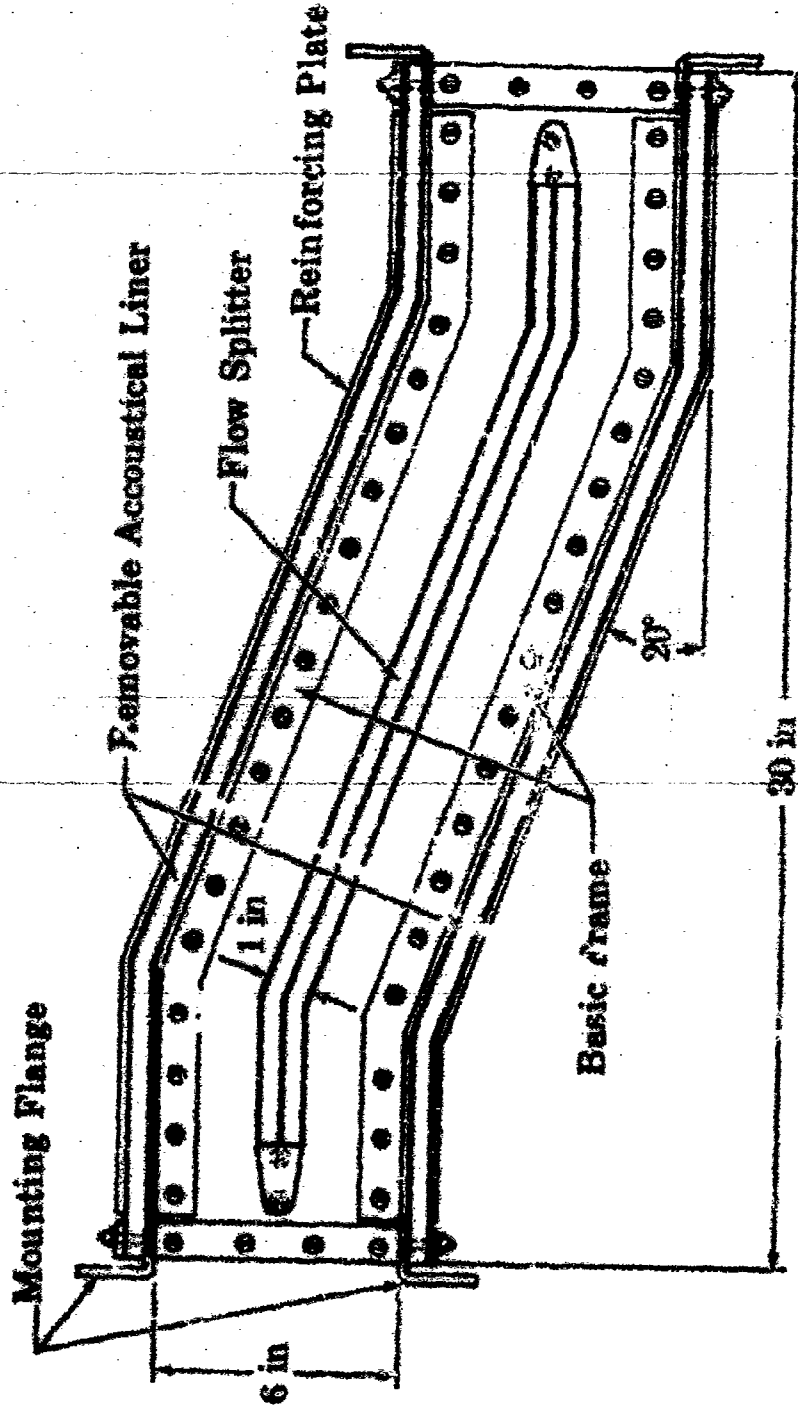 Mounting Flange
Removable Accoustical Liner
Flow Splitter
Reinforcing Plate
1 in
6 in
Basic frame
20°
30 in